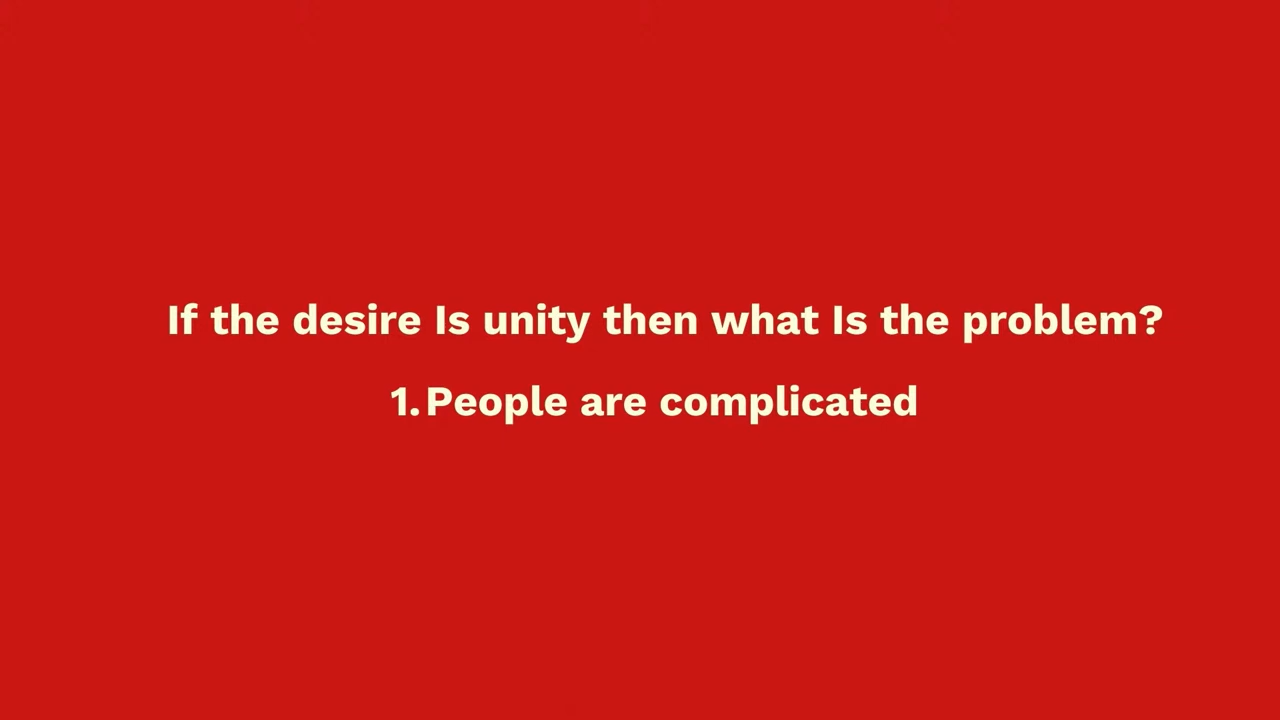 If the desire Is unity then what Is the problem?
1. People are complicated